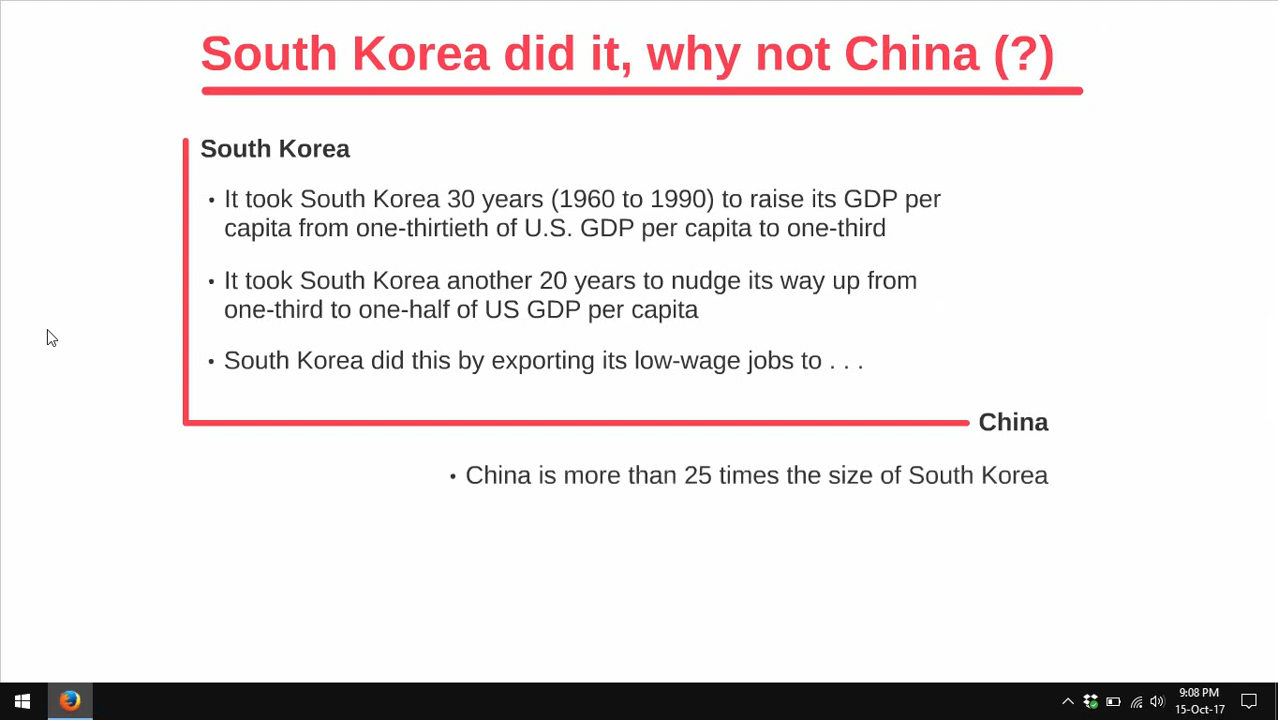 South Korea did it, why not China (?)
South Korea
• It took South Korea 30 years (1960 to 1990) to raise its GDP per
capita from one-thirtieth of U.S. GDP per capita to one-third
• It took South Korea another 20 years to nudge its way up from
one-third to one-half of US GDP per capita
• South Korea did this by exporting its low-wage jobs to . . .
China
• China is more than 25 times the size of South Korea
9:08 PM
15-Oct-17